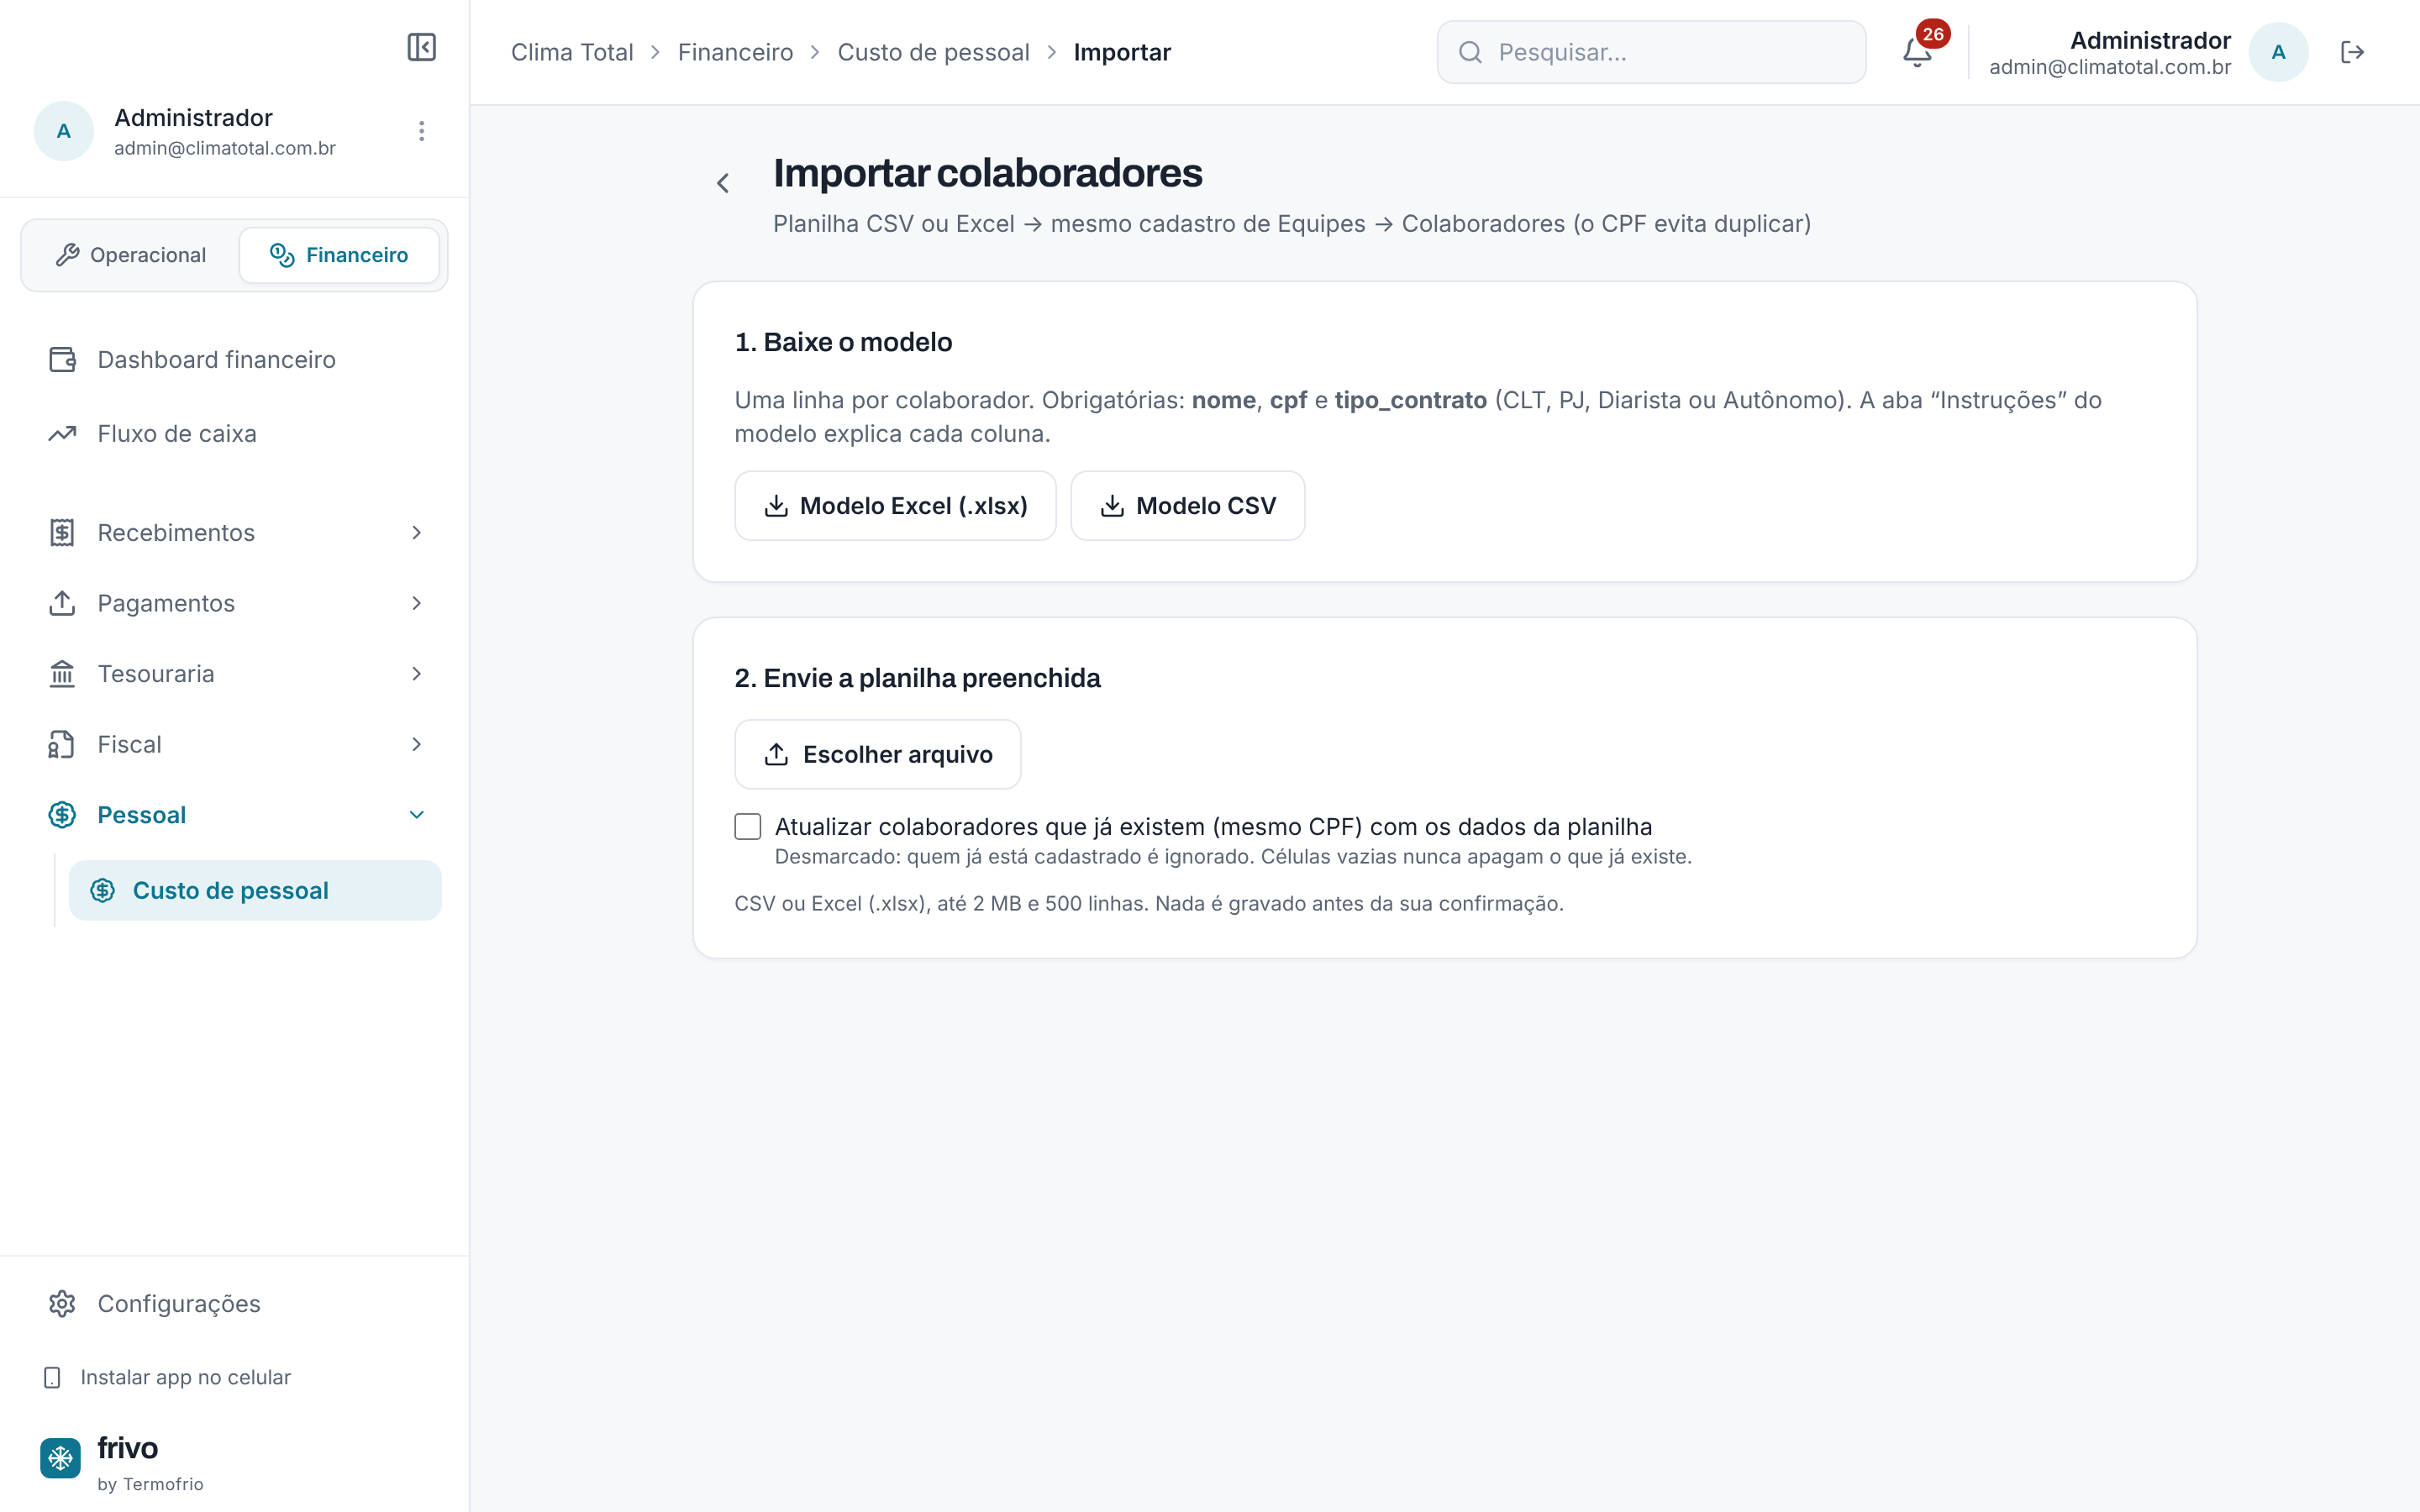 Administrador
admin@climatotal.com.br
Operacional
Financeiro
Dashboard financeiro
Fluxo de caixa
Recebimentos
Pagamentos
Tesouraria
Fiscal
Pessoal
Custo de pessoal
Configurações
Instalar app no celular
frivo
by Termofrio
Clima Total > Financeiro > Custo de pessoal > Importar
Pesquisar...
26
Administrador
admin@climatotal.com.br
A
A
Importar colaboradores
Planilha CSV ou Excel → mesmo cadastro de Equipes → Colaboradores (o CPF evita duplicar)
1. Baixe o modelo
Uma linha por colaborador. Obrigatórias: nome, cpf e tipo_contrato (CLT, PJ, Diarista ou Autônomo). A aba “Instruções” do
modelo explica cada coluna.
Modelo Excel (.xlsx)
Modelo CSV
2. Envie a planilha preenchida
Escolher arquivo
Atualizar colaboradores que já existem (mesmo CPF) com os dados da planilha
Desmarcado: quem já está cadastrado é ignorado. Células vazias nunca apagam o que já existe.
CSV ou Excel (.xlsx), até 2 MB e 500 linhas. Nada é gravado antes da sua confirmação.